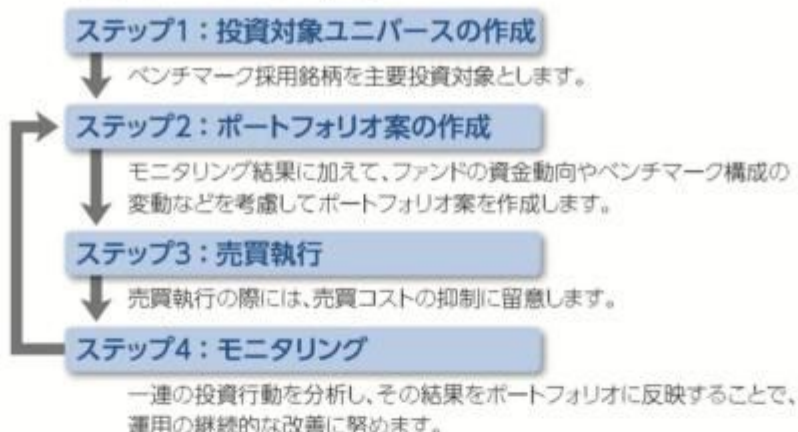 ステップ1：投資対象ユニバースの作成
ベンチマーク採用銘柄を主要投資対象とします。
ステップ2：ポートフォリオ案の作成
モニタリング結果に加えて、ファンドの資金動向やベンチマーク構成の
変動などを考慮してポートフォリオ案を作成します。
ステップ3：売買執行
売買執行の際には、売買コストの抑制に留意します。
ステップ4：モニタリング
一連の投資行動を分析し、その結果をポートフォリオに反映することで、
運用の継続的な改善に努めます。